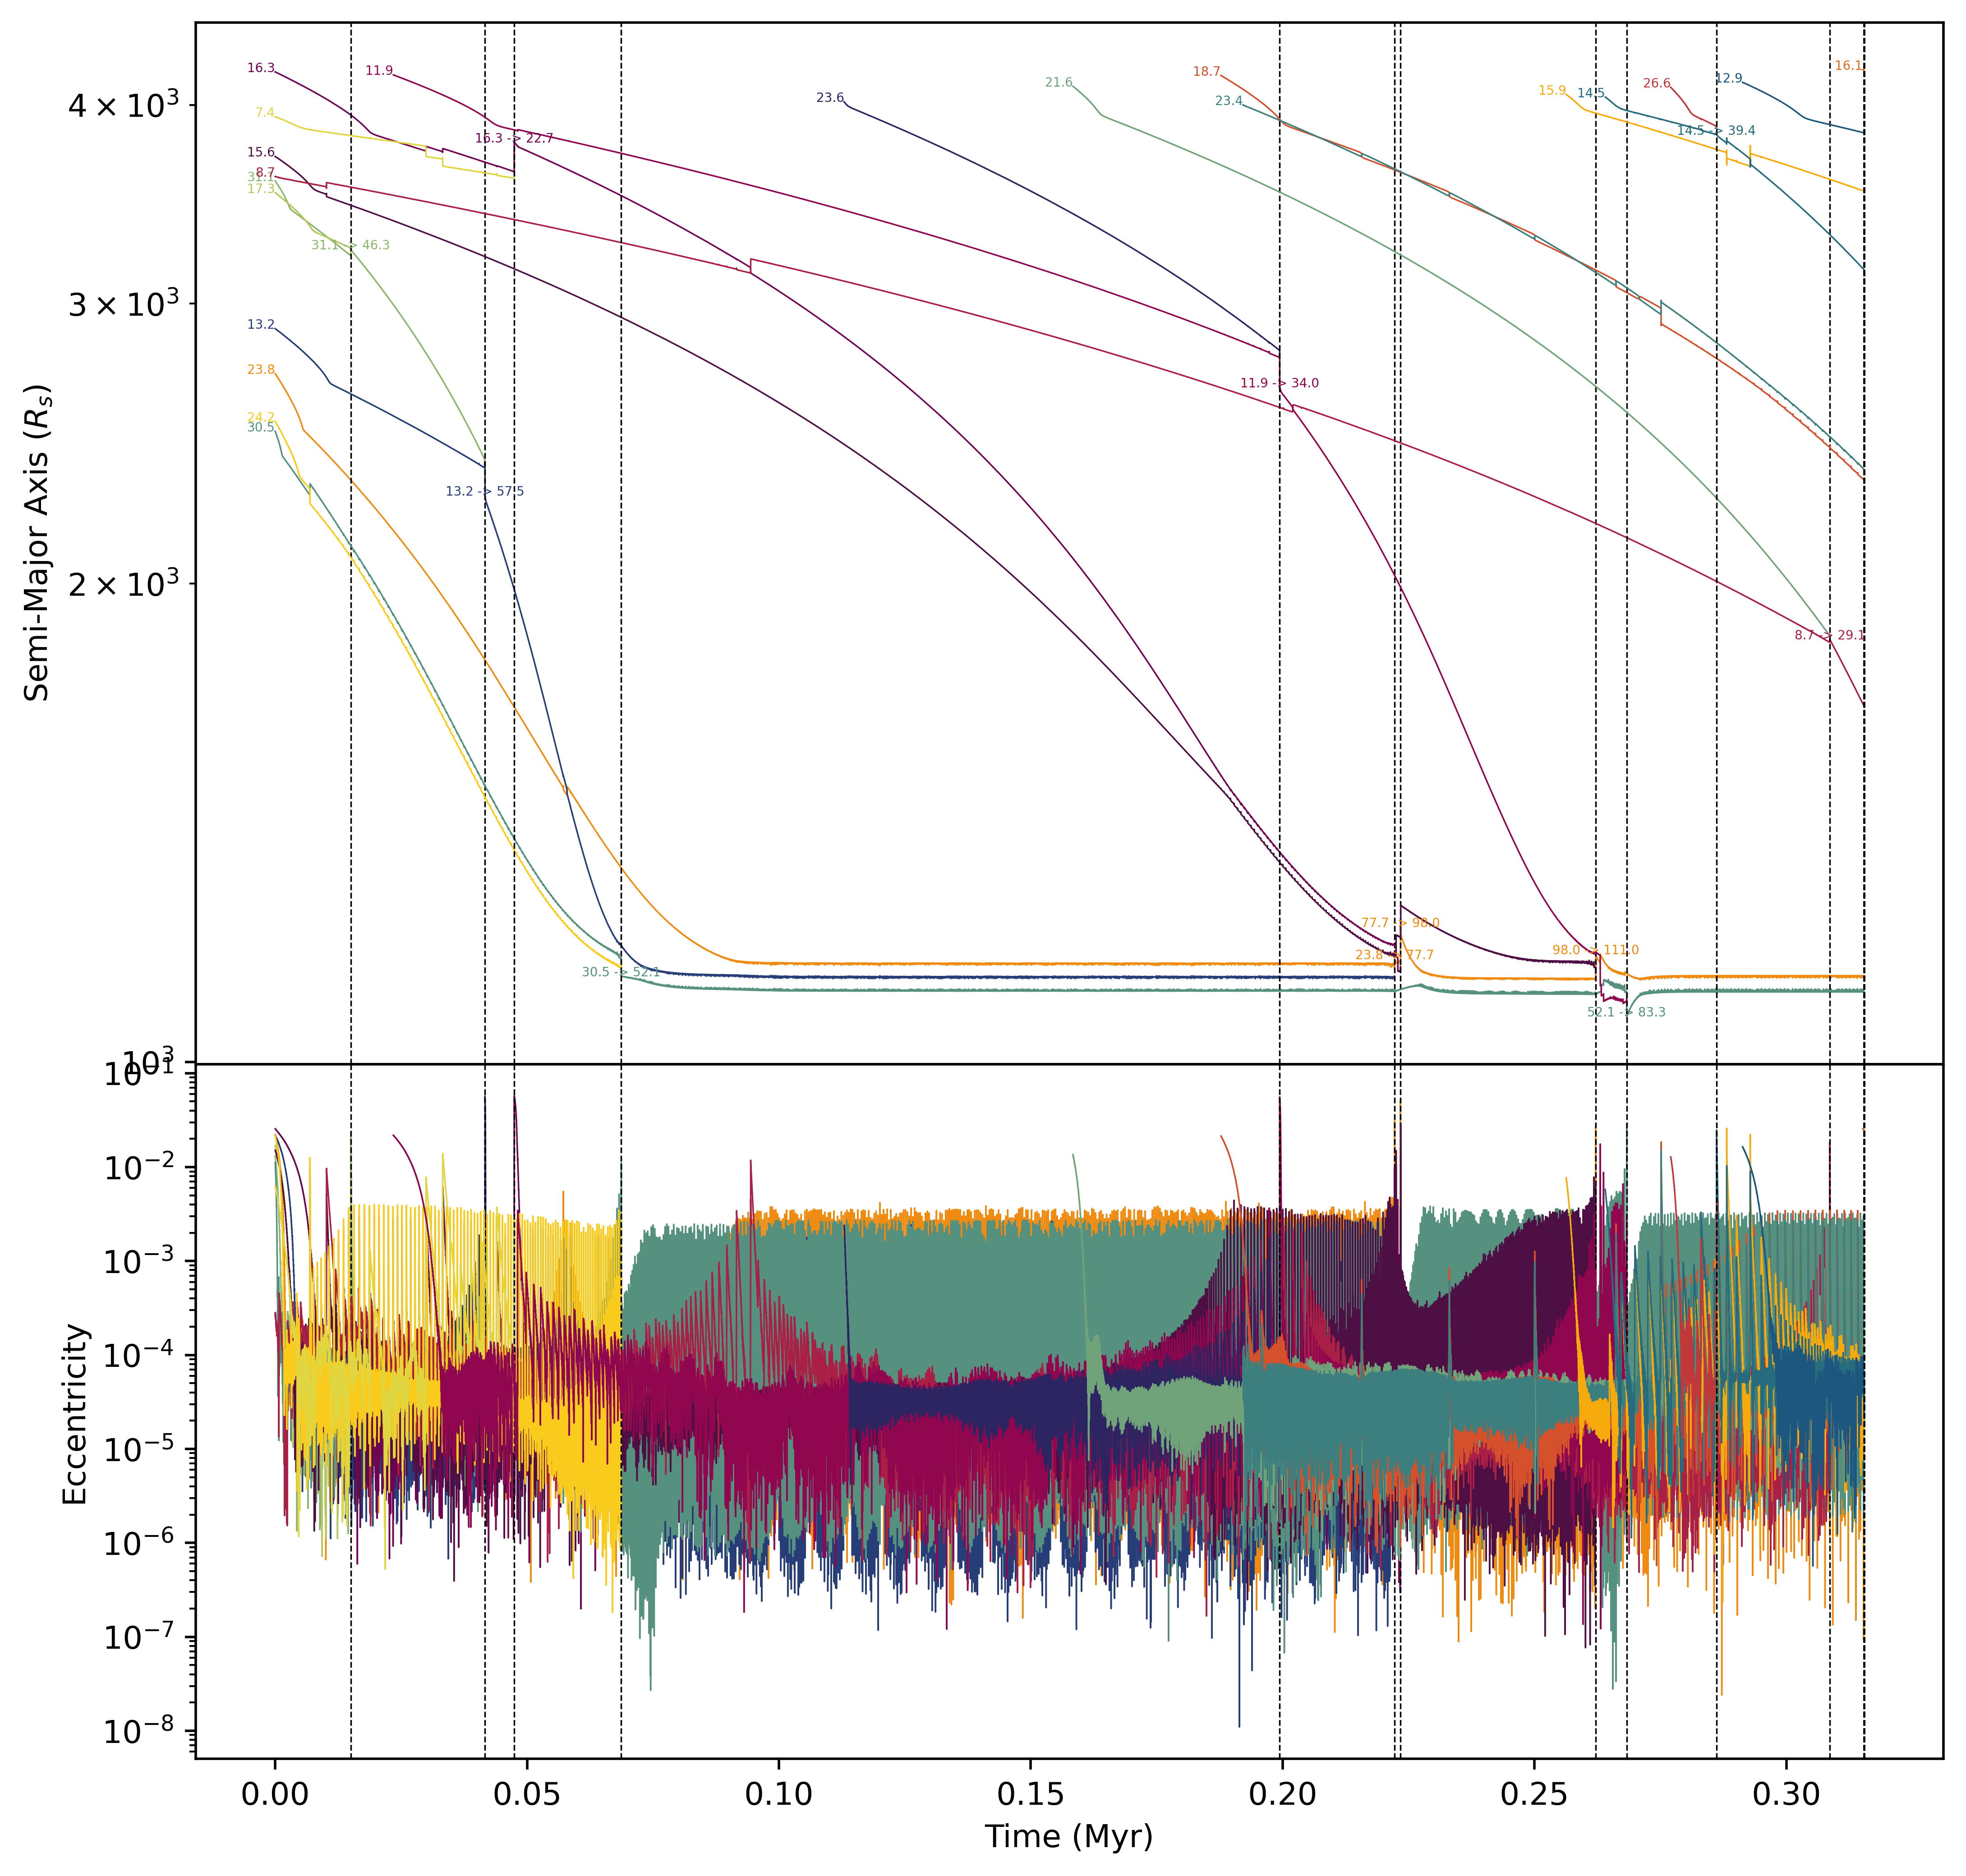 16.3
11.9
7.4
15.6
8.7
31.1
17.3
16.3 -> 22.7
31.1 -> 46.3
13.2
23.8
24.2
30.5
13.2 -> 57.5
30.5 -> 52.1
23.6
21.6
18.7
23.4
11.9 -> 34.0
15.9
14.5
26.6
12.9
16.1
14.5 -> 39.4
8.7 -> 29.1
77.7 -> 98.0
23.8 -> 77.7
98.0 -> 111.0
52.1 -> 83.3
4 × 10³
3 × 10³
2 × 10³
10³
Semi-Major Axis (Rₛ)
10⁻¹
10⁻²
10⁻³
10⁻⁴
10⁻⁵
10⁻⁶
10⁻⁷
10⁻⁸
Eccentricity
0.00 0.05 0.10 0.15 0.20 0.25 0.30
Time (Myr)